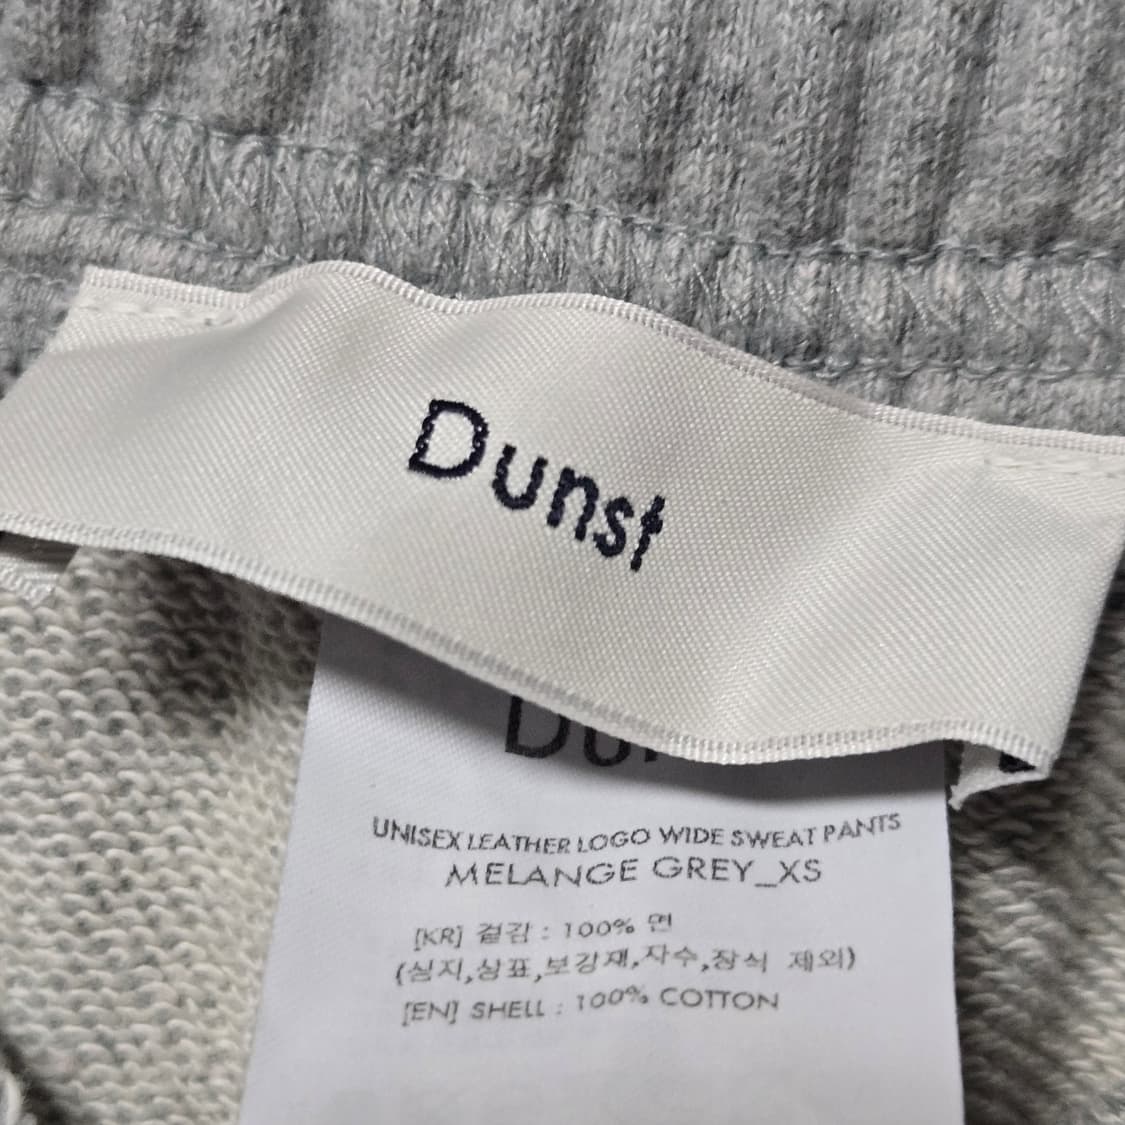 Dunst
UNISEX LEATHER LOGO WIDE SWEAT PANTS
MELANGE GREY_XS
[KR] 겉감 : 100% 면
(심지,상표,보강재,자수,장식 제외)
[EN] SHELL : 100% COTTON